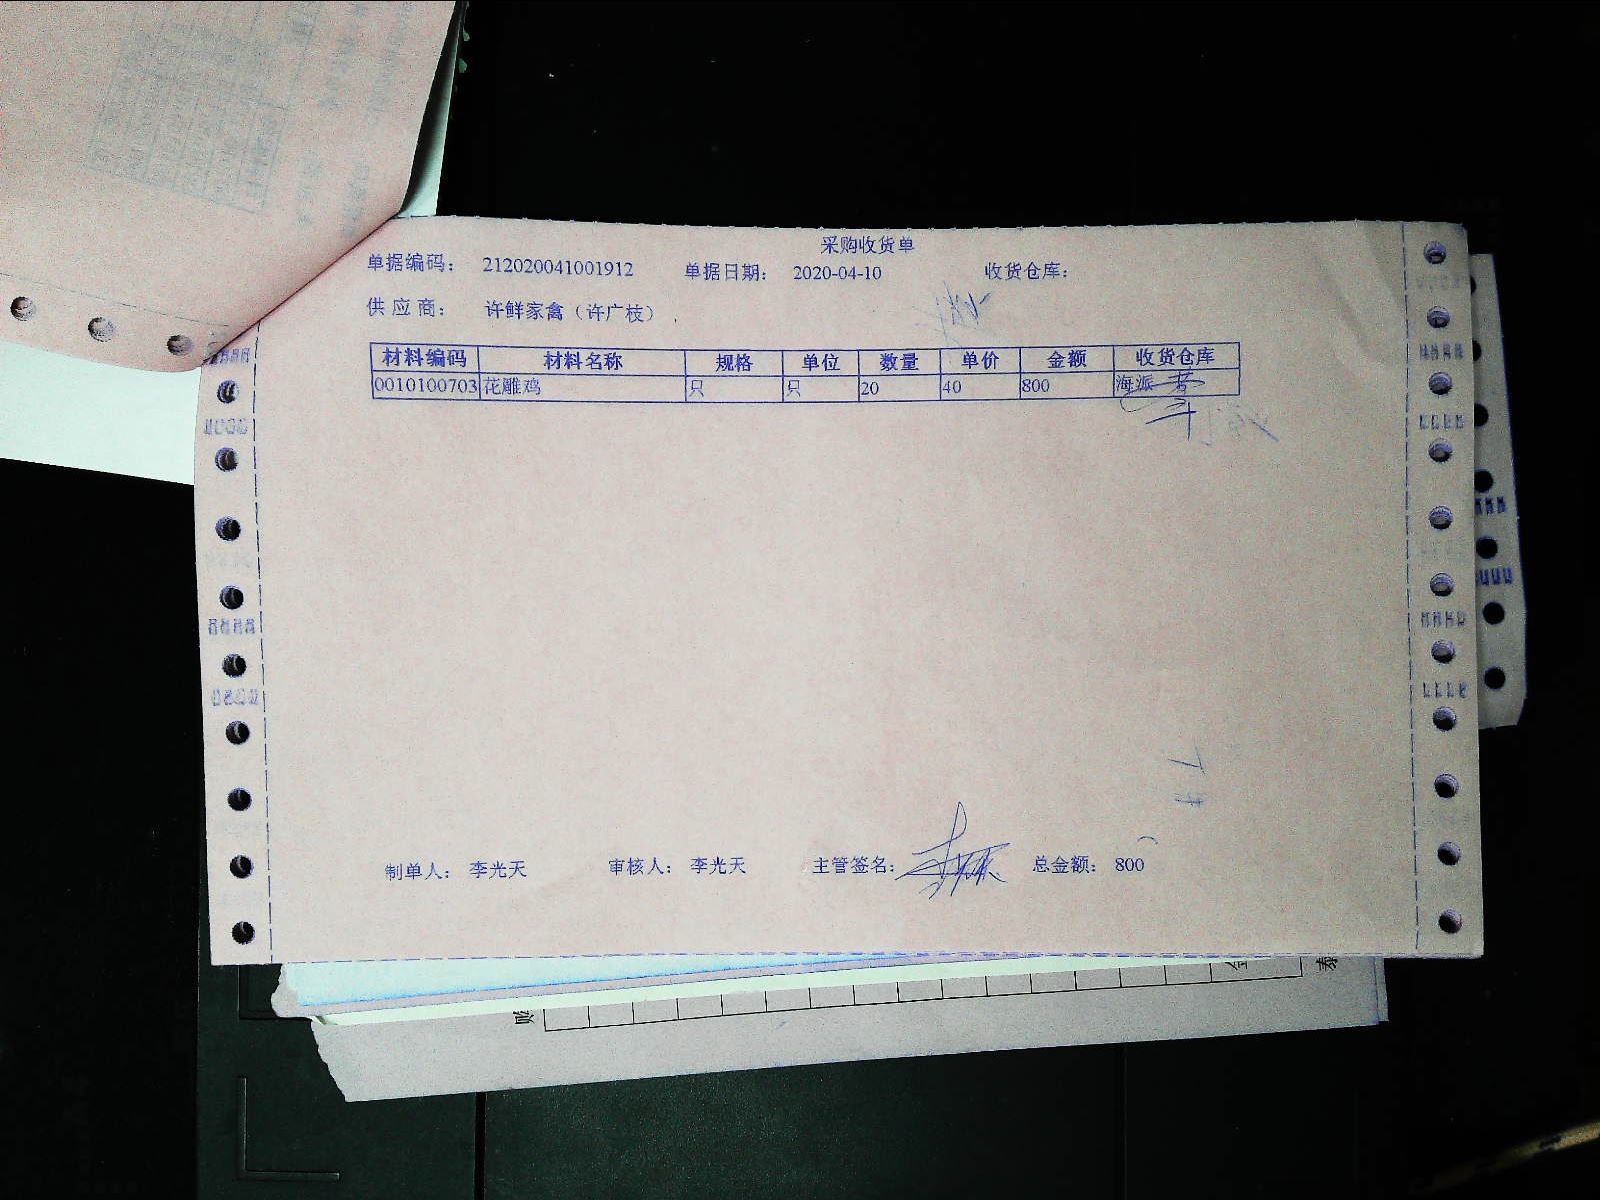 采购收货单
单据编码： 212020041001912 单据日期： 2020-04-10 收货仓库：
供应商： 许鲜家禽（许广枝）
材料编码 材料名称 规格 单位 数量 单价 金额 收货仓库
0010100703 花雕鸡 只 只 20 40 800 海派
制单人： 李光天 审核人： 李光天 主管签名： 总金额： 800